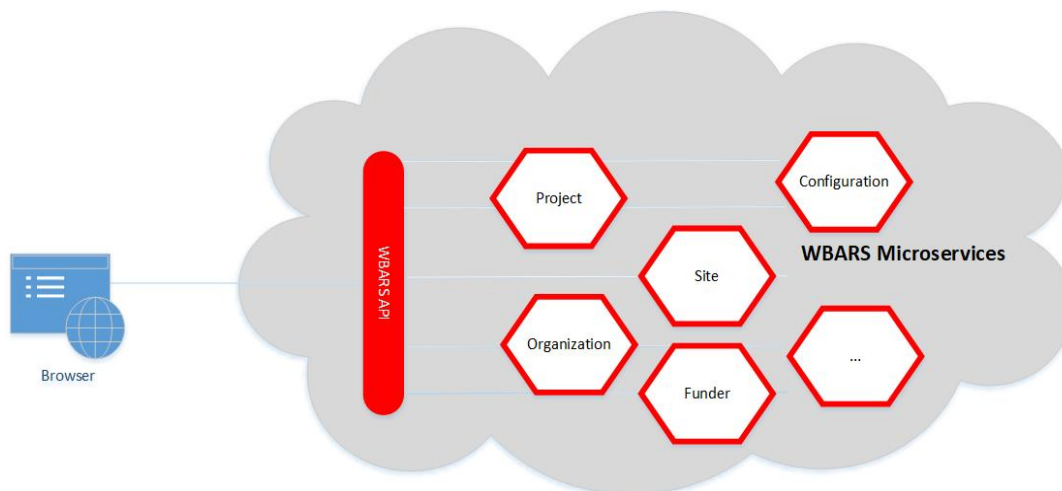 Project
Configuration
WBARS API
WBARS Microservices
Site
Organization
...
Funder
Browser